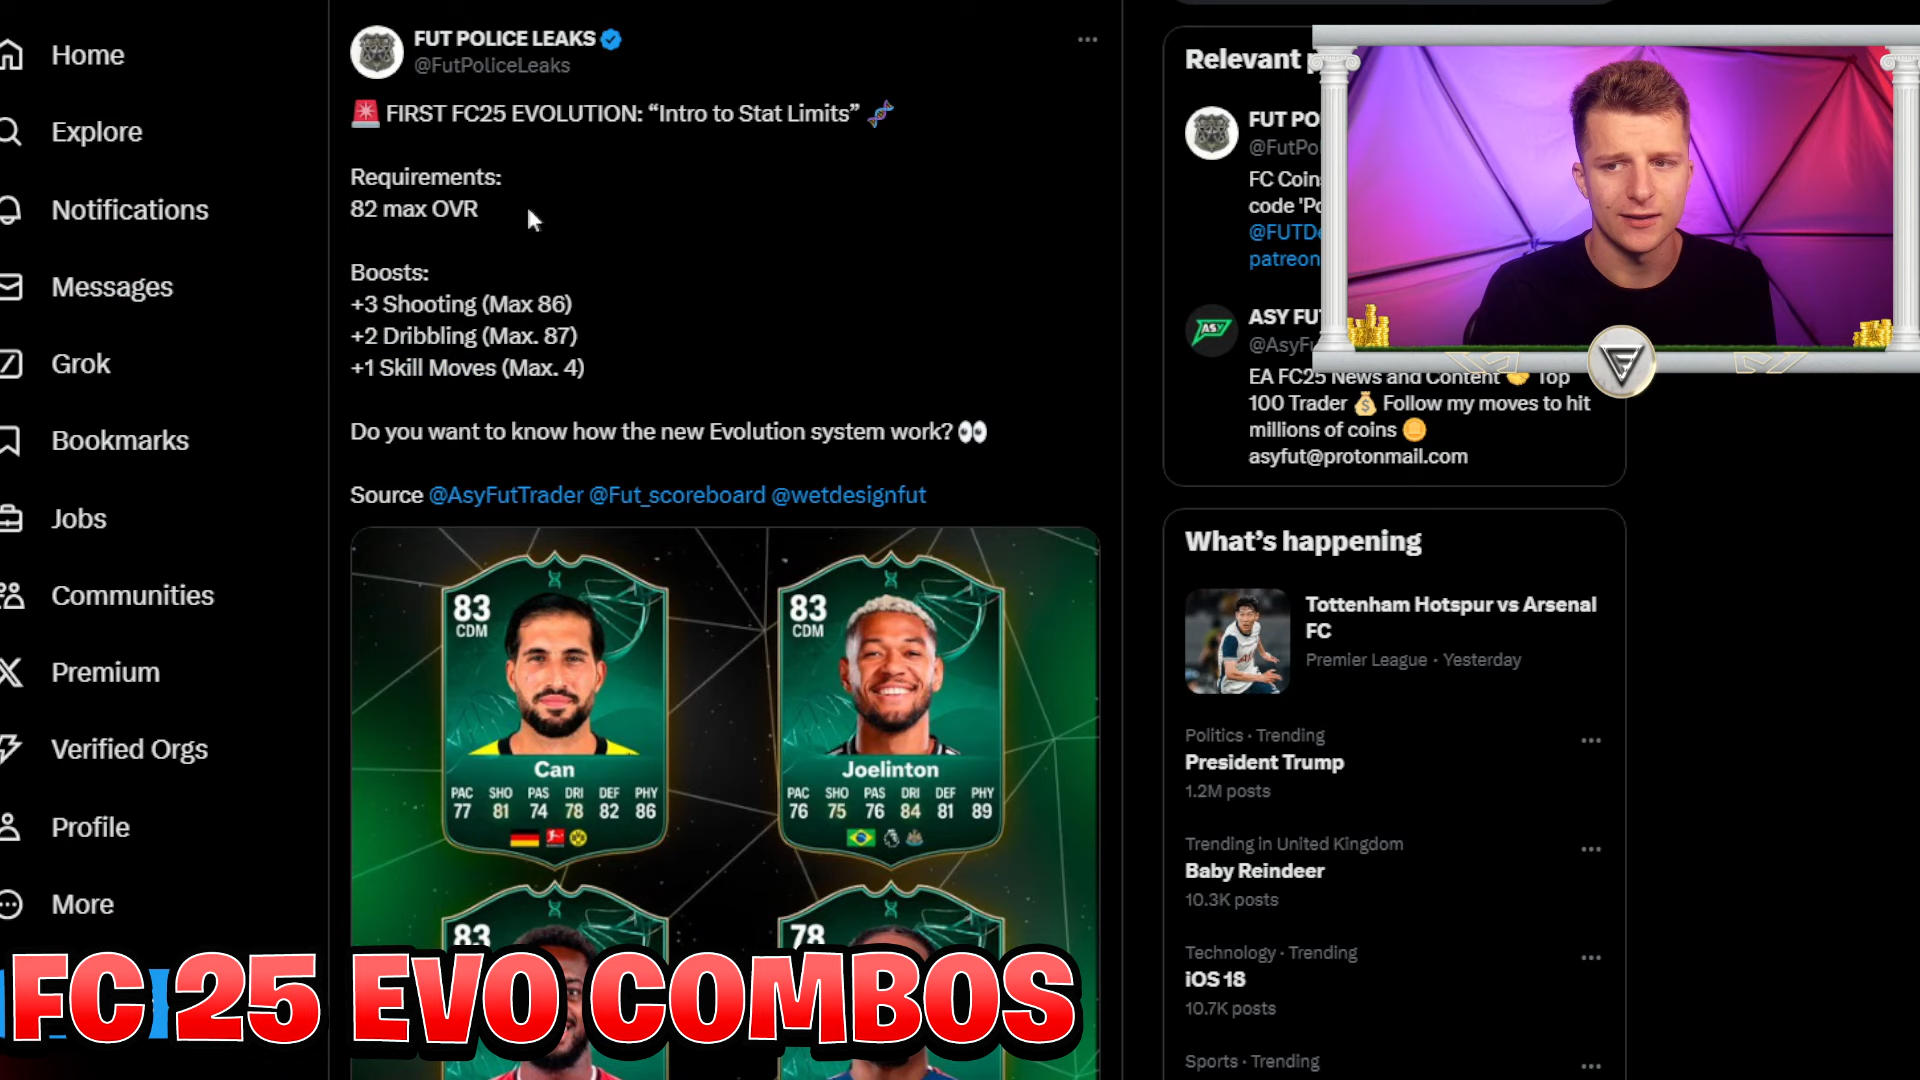 Home
Explore
Notifications
Messages
Grok
Bookmarks
Jobs
Communities
Premium
Verified Orgs
Profile
More
FUT POLICE LEAKS
@FutPoliceLeaks
FIRST FC25 EVOLUTION: “Intro to Stat Limits”
Requirements:
82 max OVR
Boosts:
+3 Shooting (Max 86)
+2 Dribbling (Max. 87)
+1 Skill Moves (Max. 4)
Do you want to know how the new Evolution system work?
Source @AsyFutTrader @Fut_scoreboard @wetdesignfut
83
CDM
Can
PAC SHO PAS DRI DEF PHY
77 81 74 78 82 86
83
CDM
Joelinton
PAC SHO PAS DRI DEF PHY
76 75 76 84 81 89
83
78
FC 25 EVO COMBOS
Relevant
FUT PO
@FutPo
FC Coin
code 'P
@FUTD
patreon
ASY FU
@AsyF
EA FC25 News and Content Top
100 Trader Follow my moves to hit
millions of coins
asyfut@protonmail.com
What’s happening
Tottenham Hotspur vs Arsenal
FC
Premier League · Yesterday
Politics · Trending
President Trump
1.2M posts
Trending in United Kingdom
Baby Reindeer
10.3K posts
Technology · Trending
iOS 18
10.7K posts
Sports · Trending